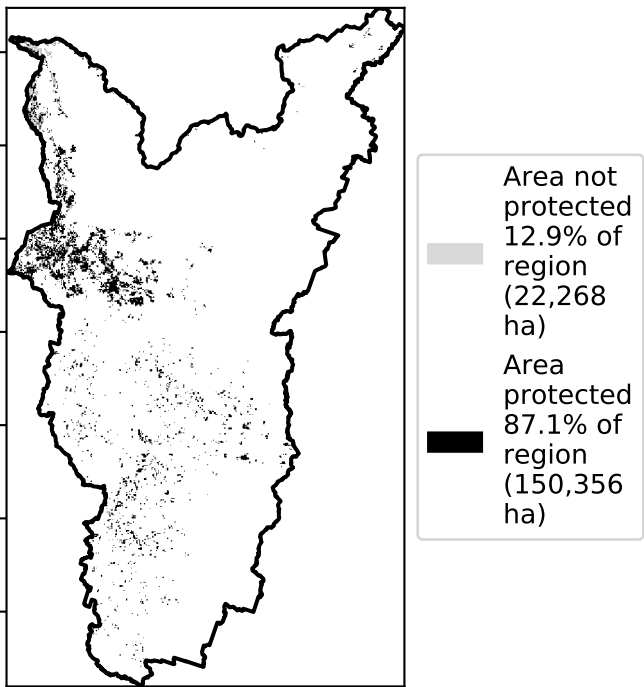 Area not
protected
12.9% of
region
(22,268
ha)
Area
protected
87.1% of
region
(150,356
ha)